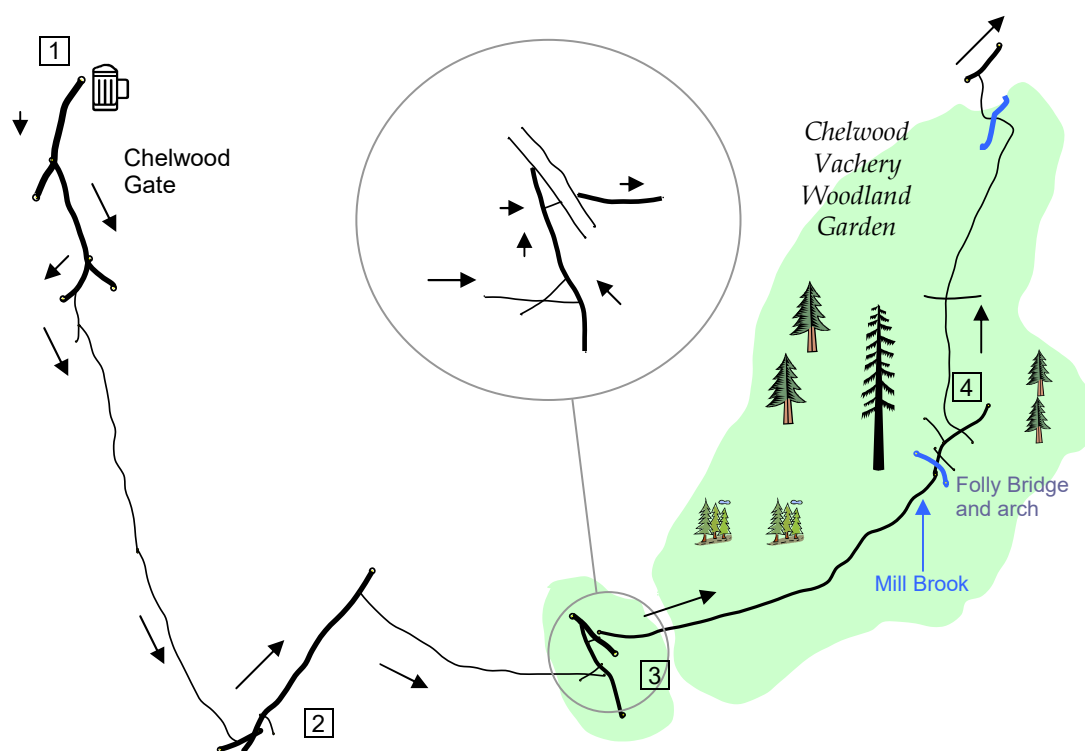 1
Chelwood
Gate
Chelwood
Vachery
Woodland
Garden
4
Folly Bridge
and arch
Mill Brook
3
2